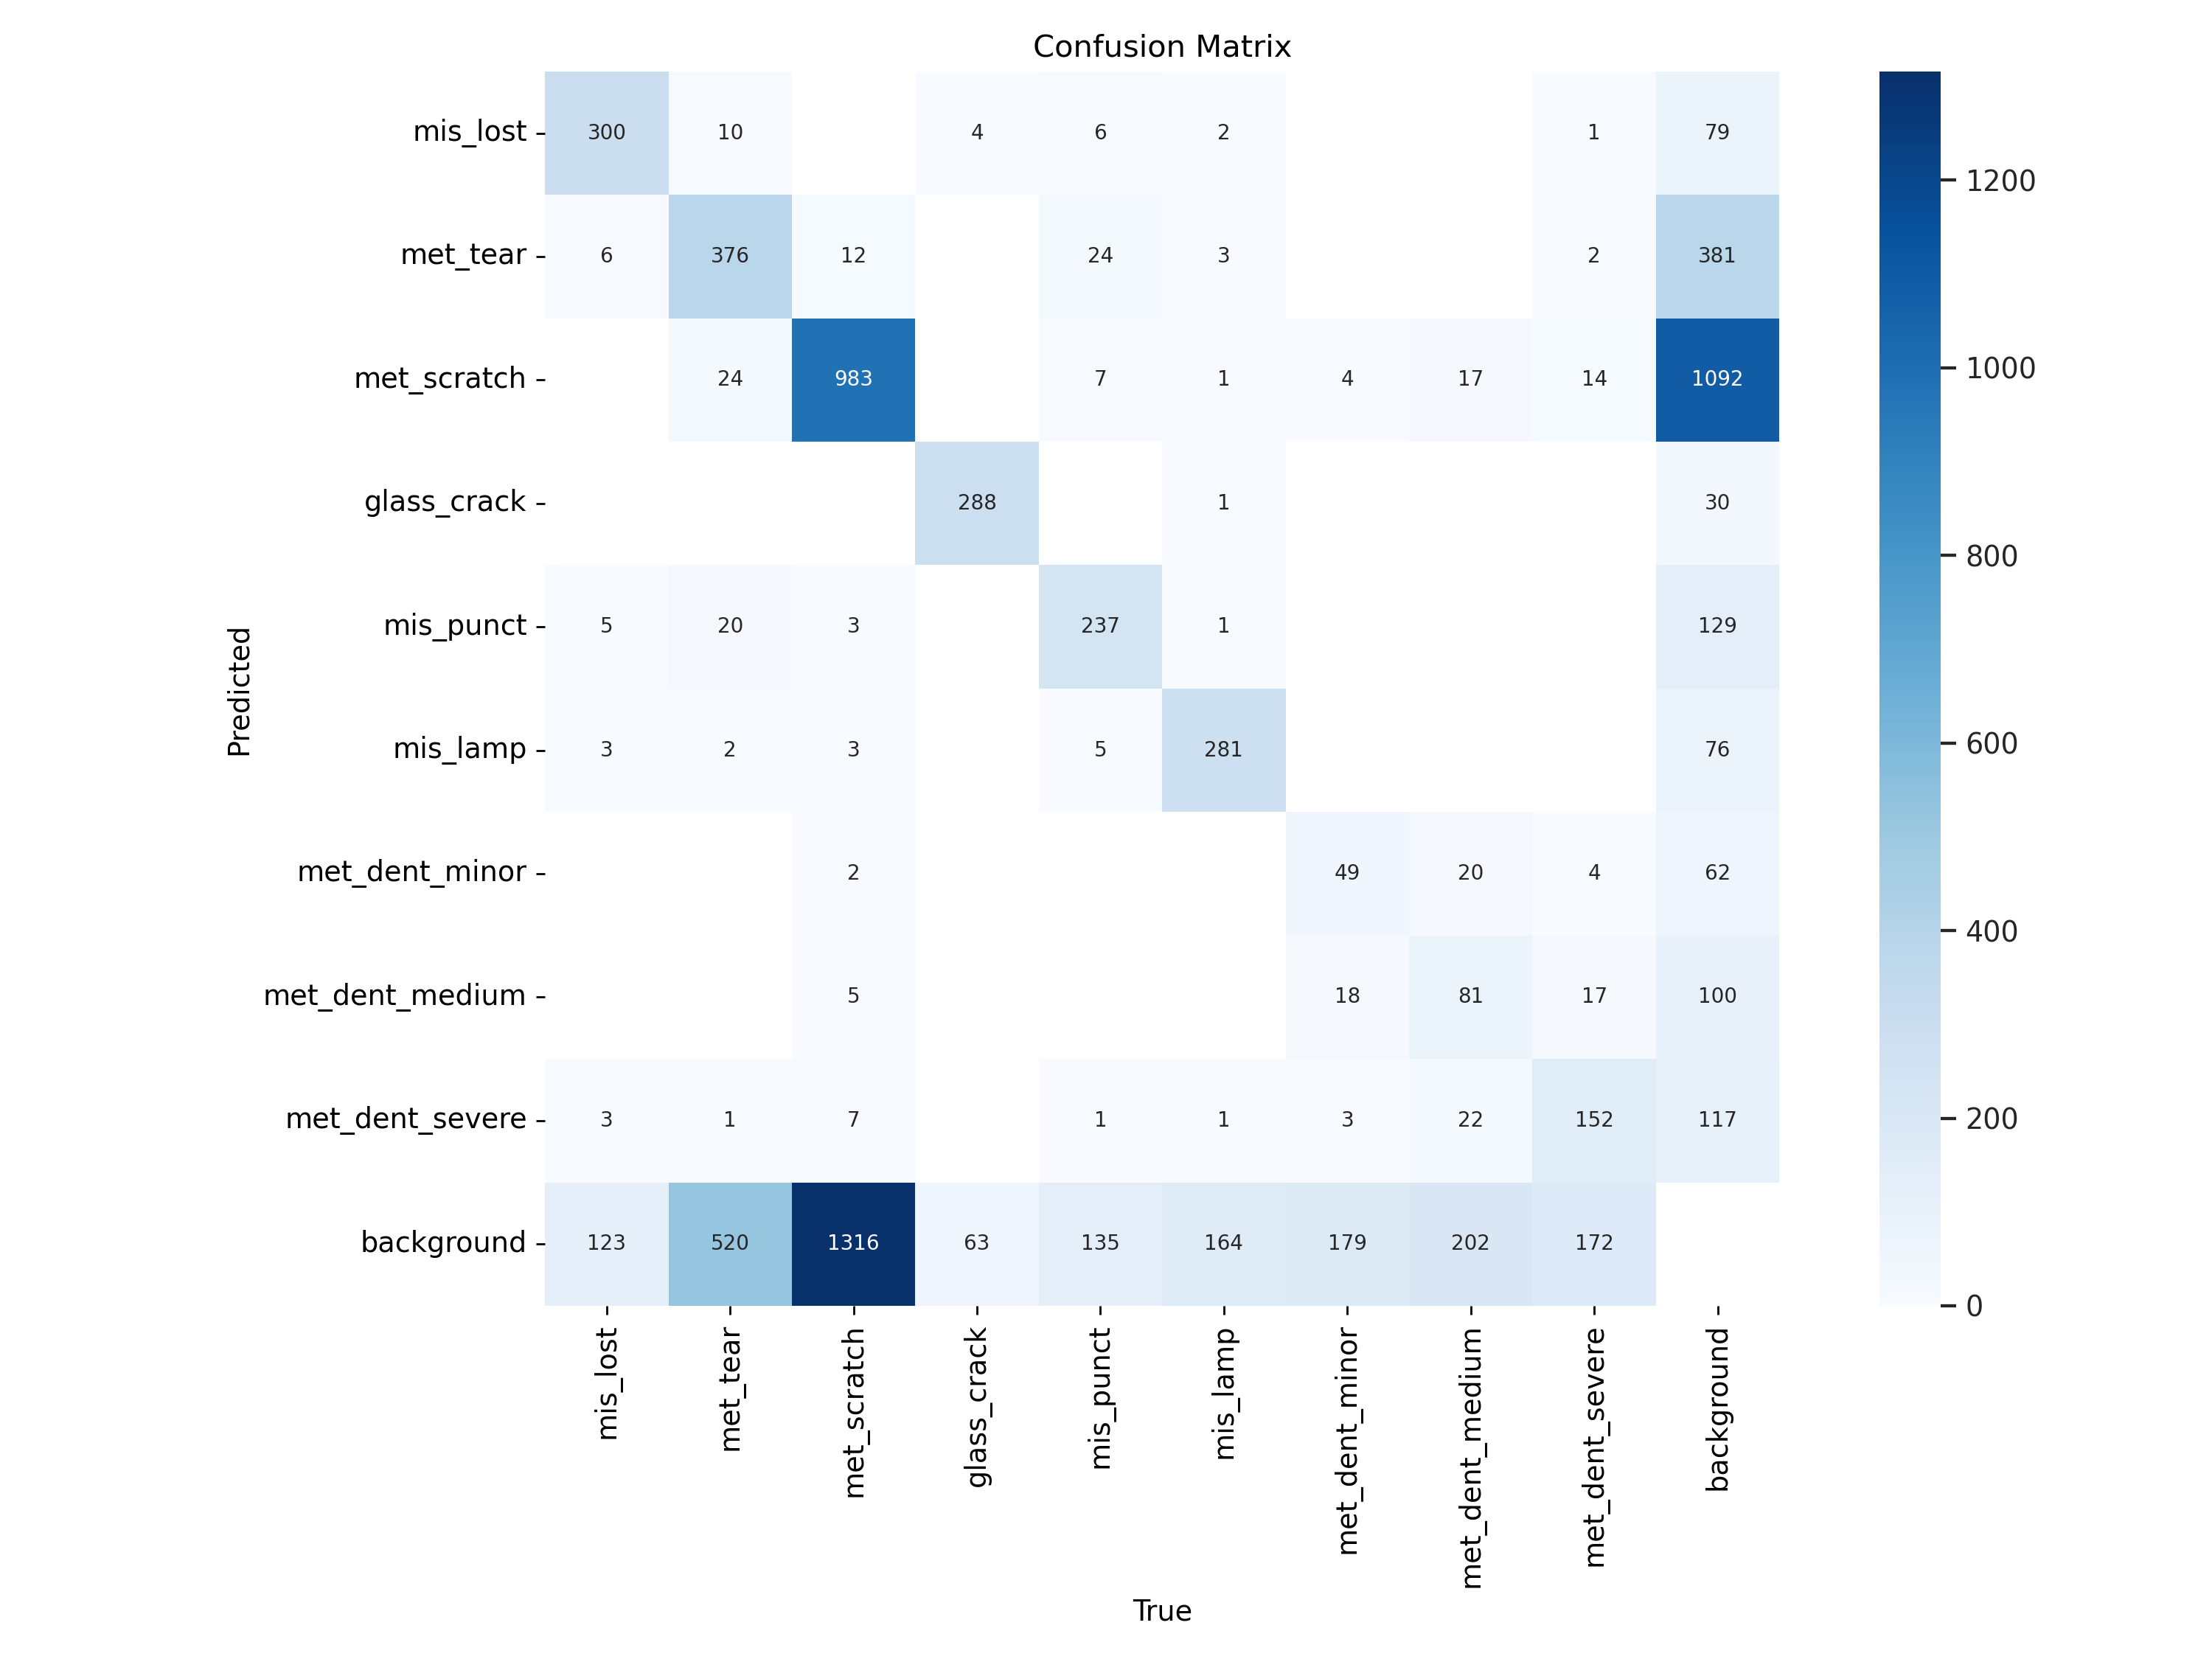 Confusion Matrix
mis_lost 300 10 4 6 2 1 79
met_tear 6 376 12 24 3 2 381
met_scratch 24 983 7 1 4 17 14 1092
glass_crack 288 1 30
mis_punct 5 20 3 237 1 129
mis_lamp 3 2 3 5 281 76
met_dent_minor 2 49 20 4 62
met_dent_medium 5 18 81 17 100
met_dent_severe 3 1 7 1 1 3 22 152 117
background 123 520 1316 63 135 164 179 202 172
Predicted
mis_lost
met_tear
met_scratch
glass_crack
mis_punct
mis_lamp
met_dent_minor
met_dent_medium
met_dent_severe
background
True
1200
1000
800
600
400
200
0